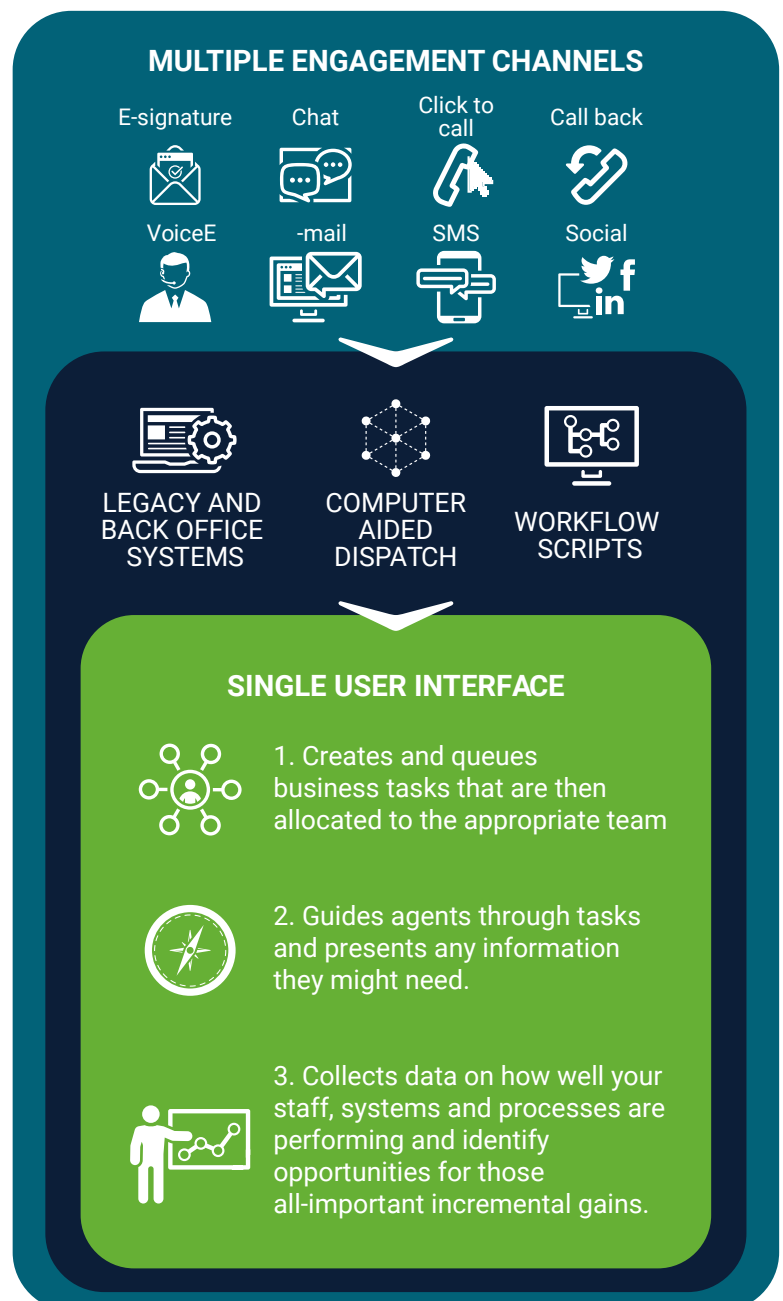 MULTIPLE ENGAGEMENT CHANNELS
E-signature
Chat
Click to
call
Call back
VoiceE
-mail
SMS
Social
f
in
LEGACY AND
BACK OFFICE
SYSTEMS
COMPUTER
AIDED
DISPATCH
WORKFLOW
SCRIPTS
SINGLE USER INTERFACE
1. Creates and queues
business tasks that are then
allocated to the appropriate team
2. Guides agents through tasks
and presents any information
they might need.
3. Collects data on how well your
staff, systems and processes are
performing and identify
opportunities for those
all-important incremental gains.